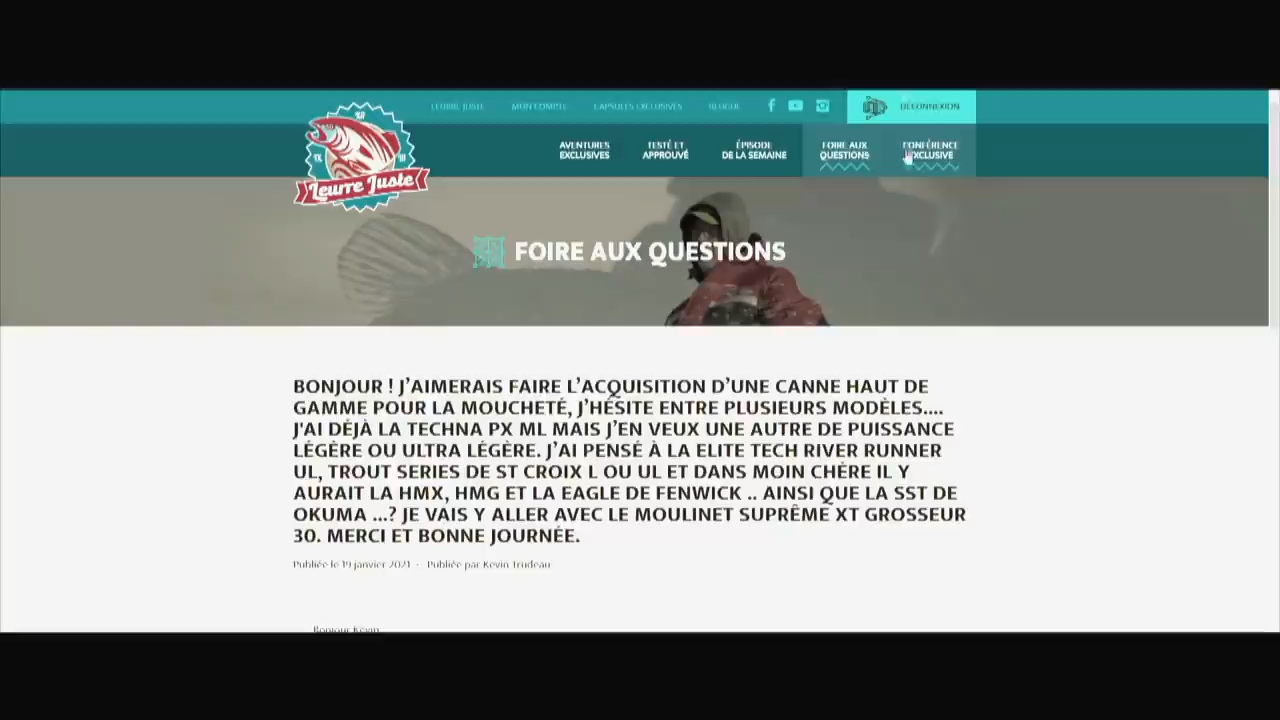 LEURRE JUSTE MON COMPTE CAPSULES EXCLUSIVES BLOGUE DÉCONNEXION
AVENTURES EXCLUSIVES
TESTÉ ET APPROUVÉ
ÉPISODE DE LA SEMAINE
FOIRE AUX QUESTIONS
CONFÉRENCE EXCLUSIVE
Leurre Juste
FOIRE AUX QUESTIONS
BONJOUR ! J'AIMERAIS FAIRE L'ACQUISITION D'UNE CANNE HAUT DE
GAMME POUR LA MOUCHETÉ, J'HÉSITE ENTRE PLUSIEURS MODÈLES....
J'AI DÉJÀ LA TECHNA PX ML MAIS J'EN VEUX UNE AUTRE DE PUISSANCE
LÉGÈRE OU ULTRA LÉGÈRE. J'AI PENSÉ À LA ELITE TECH RIVER RUNNER
UL, TROUT SERIES DE ST CROIX L OU UL ET DANS MOIN CHÈRE IL Y
AURAIT LA HMX, HMG ET LA EAGLE DE FENWICK .. AINSI QUE LA SST DE
OKUMA ...? JE VAIS Y ALLER AVEC LE MOULINET SUPRÊME XT GROSSEUR
30. MERCI ET BONNE JOURNÉE.
Publiée le 19 janvier 2021 - Publiée par Kevin Trudeau
Bonjour Kevin